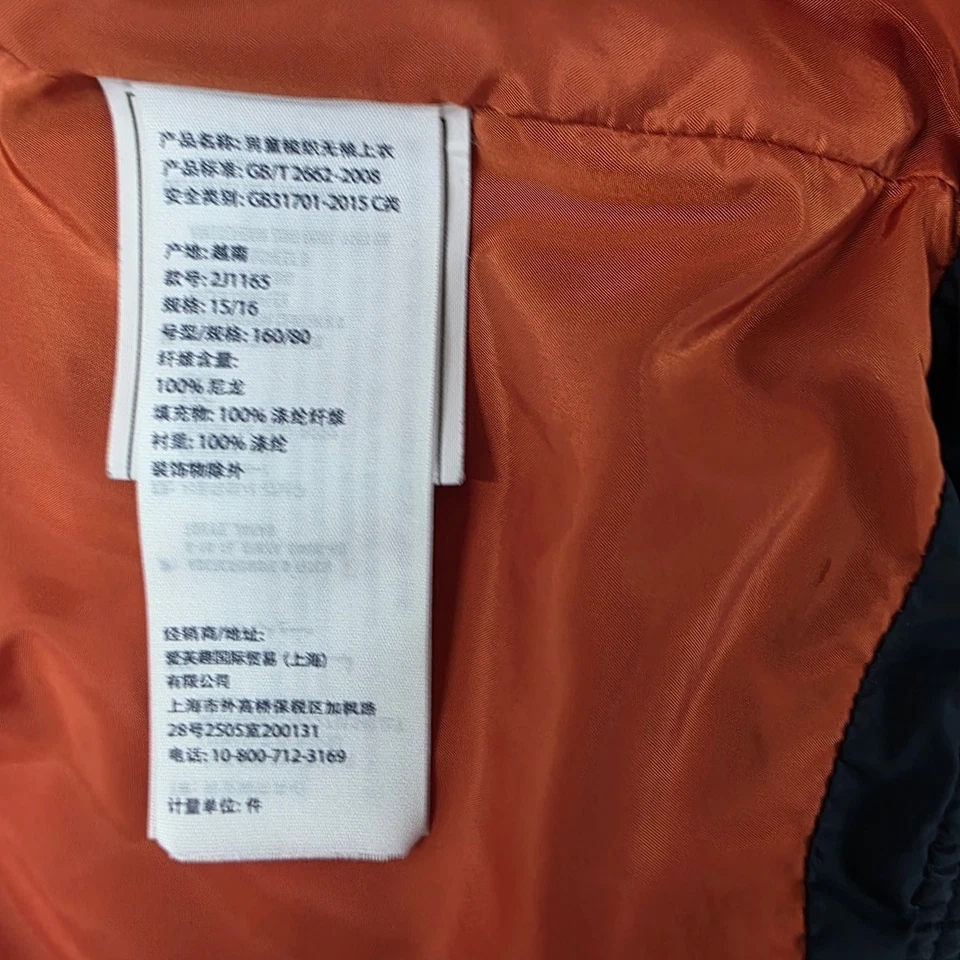 产品名称: 男童梭织无棉上衣
产品标准: GB/T 2662-2008
安全类别: GB31701-2015 C类
产地: 越南
款号: 2J1165
规格: 15/16
号型/规格: 160/80
纤维含量:
100% 尼龙
填充物: 100% 涤纶纤维
衬里: 100% 涤纶
装饰物除外
经销商/地址:
爱芙趣国际贸易 (上海)
有限公司
上海市外高桥保税区加枫路
28号2505室200131
电话: 10-800-712-3169
计量单位: 件